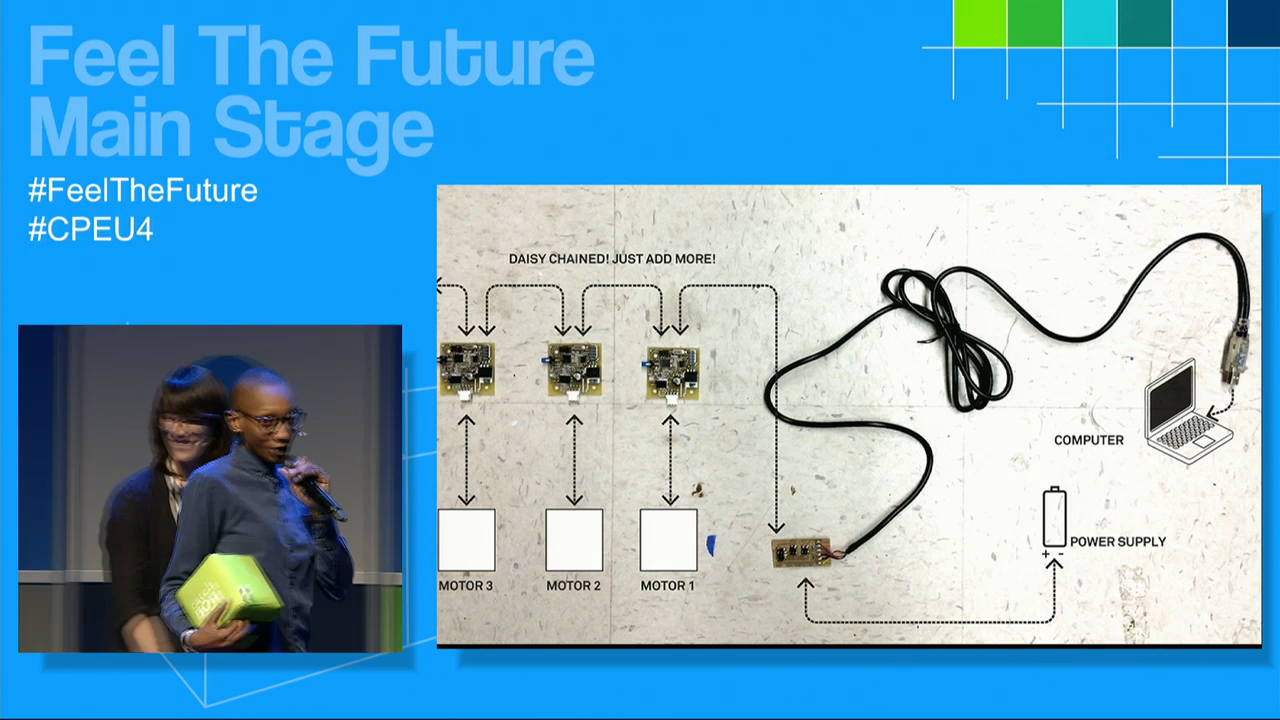 Feel The Future
Main Stage
#FeelTheFuture
#CPEU4
DAISY CHAINED! JUST ADD MORE!
COMPUTER
POWER SUPPLY
+ -
MOTOR 3
MOTOR 2
MOTOR 1